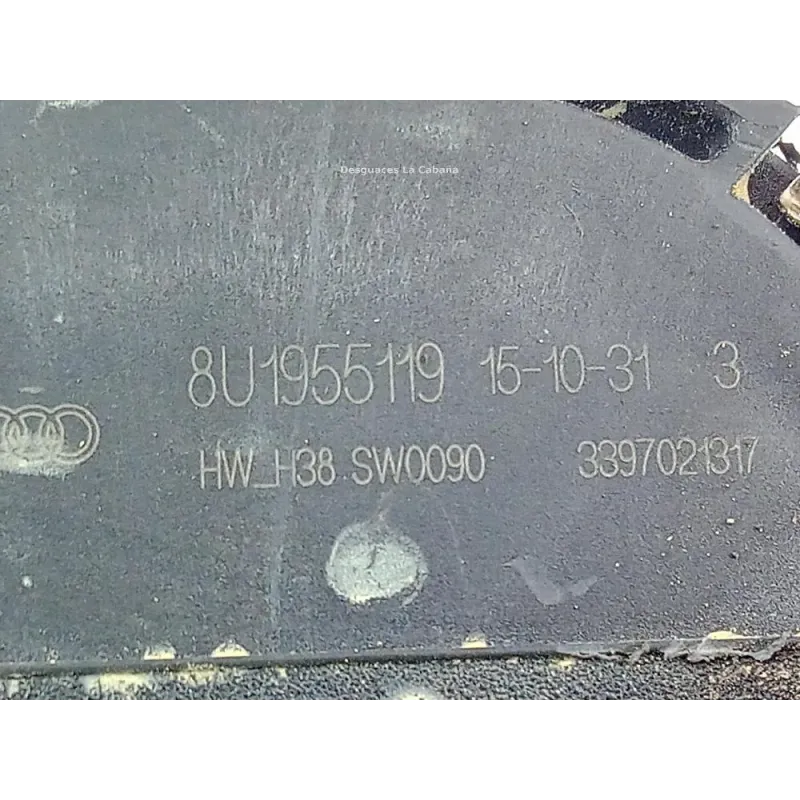 Desguaces La Cabana
8U1955119 15-10-31 3
HW_H38 SW0090 3397021317